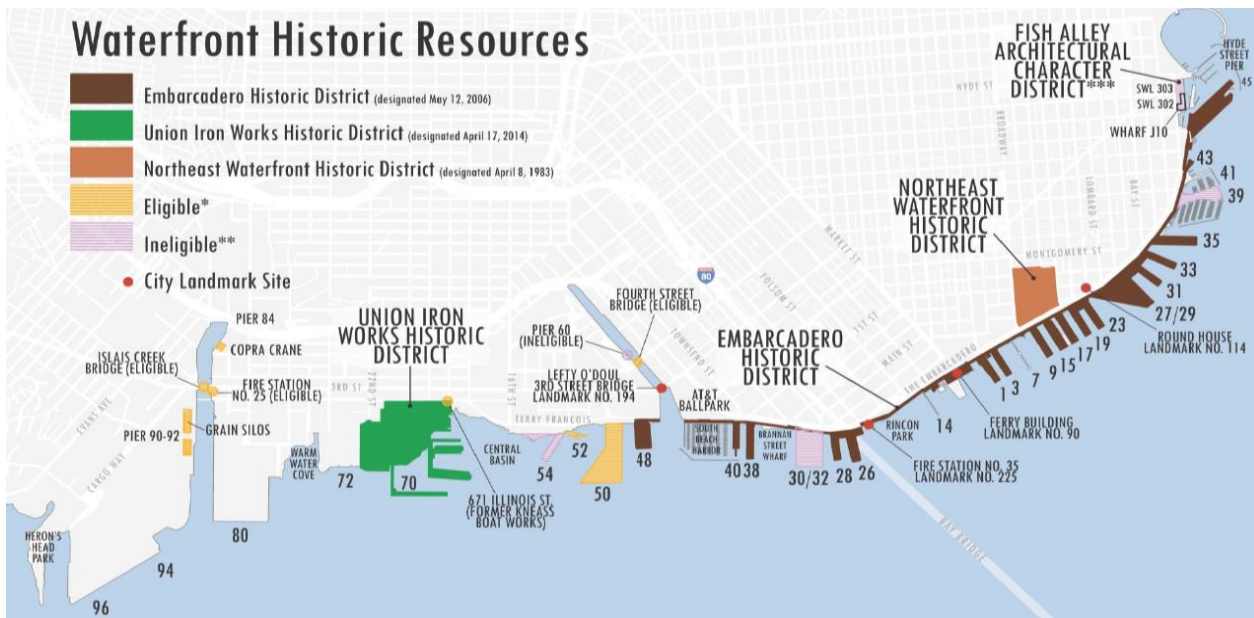 Waterfront Historic Resources
Embarcadero Historic District (designated May 12, 2006)
Union Iron Works Historic District (designated April 17, 2014)
Northeast Waterfront Historic District (designated April 8, 1983)
Eligible*
Ineligible**
City Landmark Site
FISH ALLEY
ARCHITECTURAL
CHARACTER
DISTRICT***
HYDE
STREET
PIER
45
SWL 303
SWL 302
WHARF J10
HYDE ST
BROADWAY
LOMBARD ST
BAY ST
MONTGOMERY ST
43
41
39
35
33
31
27/29
NORTHEAST
WATERFRONT
HISTORIC
DISTRICT
ROUND HOUSE
LANDMARK NO. 114
23
19
17
15
9
7
3
1
MARKET ST
FOLSOM ST
1ST ST
MAIN ST
THE EMBARCADERO
TOWNSEND ST
80
FERRY BUILDING
LANDMARK NO. 90
14
EMBARCADERO
HISTORIC
DISTRICT
RINCON
PARK
FIRE STATION NO. 35
LANDMARK NO. 225
BAY BRIDGE
26
28
30/32
BRANNAN
STREET
WHARF
38
40
SOUTH
BEACH
HARBOR
AT&T
BALLPARK
FOURTH STREET
BRIDGE (ELIGIBLE)
PIER 60
(INELIGIBLE)
LEFTY O'DOUL
3RD STREET BRIDGE
LANDMARK NO. 194
48
50
52
54
TERRY FRANCOIS
16TH ST
CENTRAL
BASIN
UNION IRON
WORKS HISTORIC
DISTRICT
3RD ST
22ND ST
671 ILLINOIS ST.
(FORMER KNEASS
BOAT WORKS)
70
72
WARM
WATER
COVE
PIER 84
COPRA CRANE
ISLAIS CREEK
BRIDGE (ELIGIBLE)
FIRE STATION
NO. 25 (ELIGIBLE)
GRAIN SILOS
PIER 90-92
EVANS AVE
CARGO WAY
80
94
96
HERON'S
HEAD
PARK